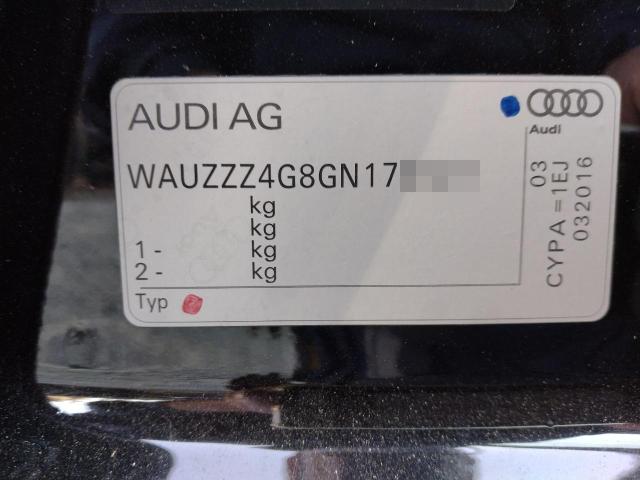 AUDI AG
Audi
WAUZZZ4G8GN17
kg
kg
1 - kg
2 - kg
Typ
03
CYPA =1EJ
032016